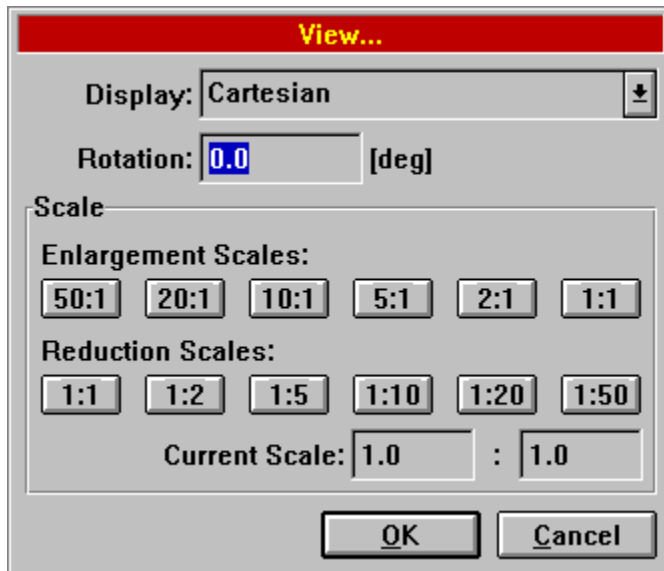 View...
Display: Cartesian
Rotation: 0.0 [deg]
Scale
Enlargement Scales:
50:1 20:1 10:1 5:1 2:1 1:1
Reduction Scales:
1:1 1:2 1:5 1:10 1:20 1:50
Current Scale: 1.0 : 1.0
OK Cancel